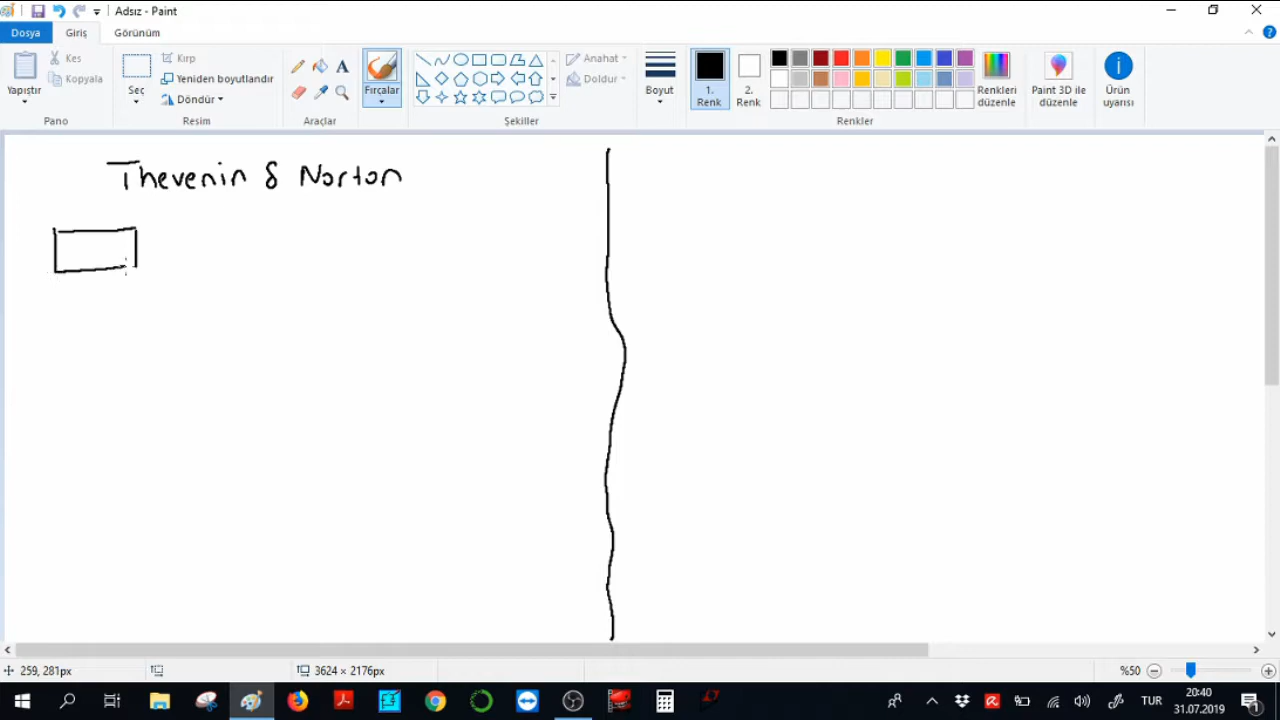 Adsız - Paint
Dosya Giriş Görünüm
Yapıştır
Kes
Kopyala
Pano
Seç
Kırp
Yeniden boyutlandır
Döndür
Resim
A
Araçlar
Fırçalar
Şekiller
Anahat
Doldur
Boyut
1. Renk
2. Renk
Renkleri düzenle
Renkler
Paint 3D ile düzenle
Ürün uyarısı
Thevenin & Norton
259, 281px
3624 × 2176px
%50
TUR
20:40
31.07.2019
1